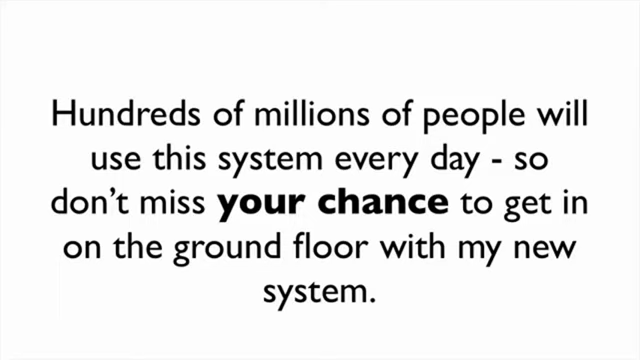 Hundreds of millions of people will
use this system every day - so
don't miss your chance to get in
on the ground floor with my new
system.